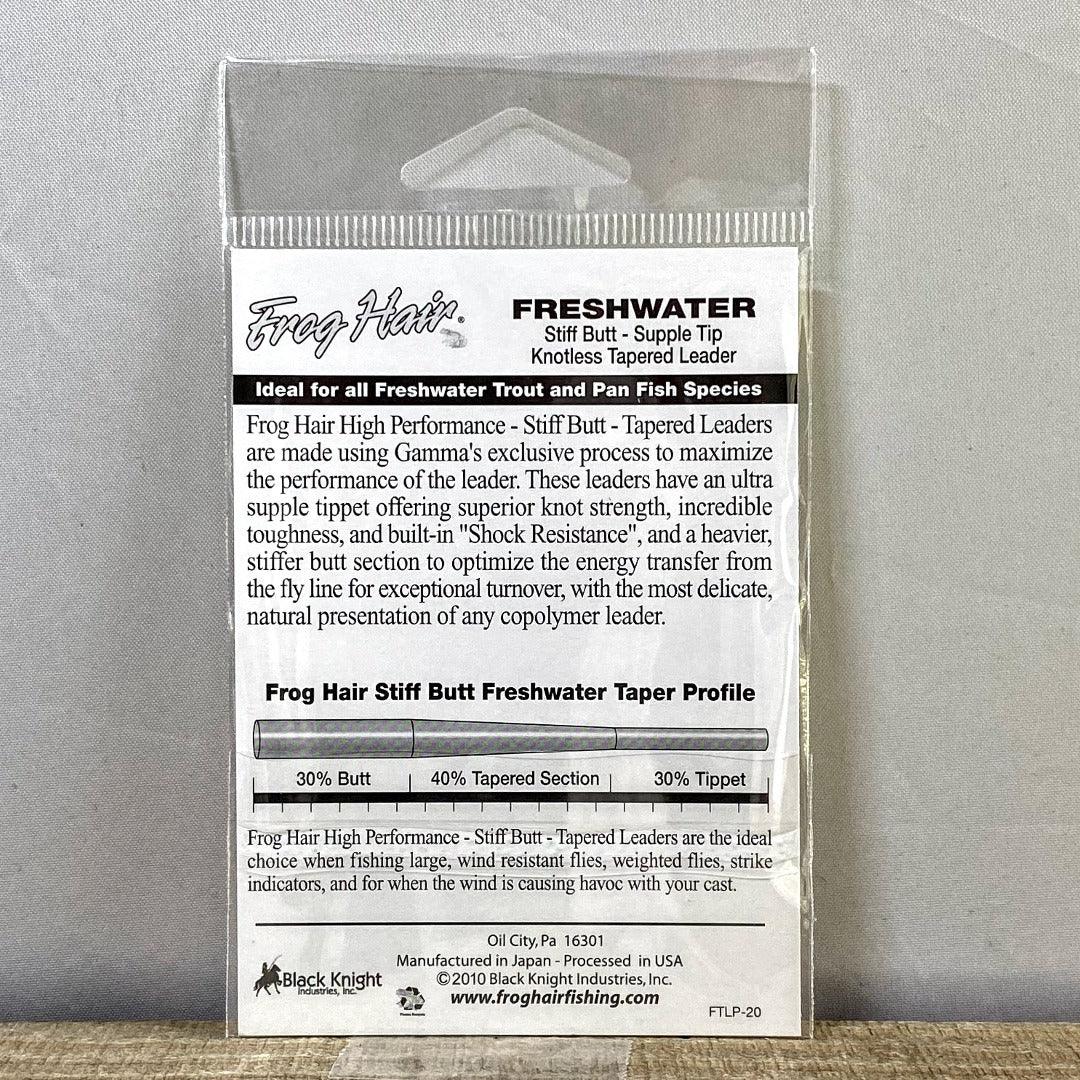 Frog Hair®
FRESHWATER
Stiff Butt - Supple Tip
Knotless Tapered Leader
Ideal for all Freshwater Trout and Pan Fish Species
Frog Hair High Performance - Stiff Butt - Tapered Leaders
are made using Gamma's exclusive process to maximize
the performance of the leader. These leaders have an ultra
supple tippet offering superior knot strength, incredible
toughness, and built-in "Shock Resistance", and a heavier,
stiffer butt section to optimize the energy transfer from
the fly line for exceptional turnover, with the most delicate,
natural presentation of any copolymer leader.
Frog Hair Stiff Butt Freshwater Taper Profile
30% Butt 40% Tapered Section 30% Tippet
Frog Hair High Performance - Stiff Butt - Tapered Leaders are the ideal
choice when fishing large, wind resistant flies, weighted flies, strike
indicators, and for when the wind is causing havoc with your cast.
Oil City, Pa 16301
Manufactured in Japan - Processed in USA
©2010 Black Knight Industries, Inc.
www.froghairfishing.com
Black Knight
Industries, Inc.
Please Recycle
FTLP-20